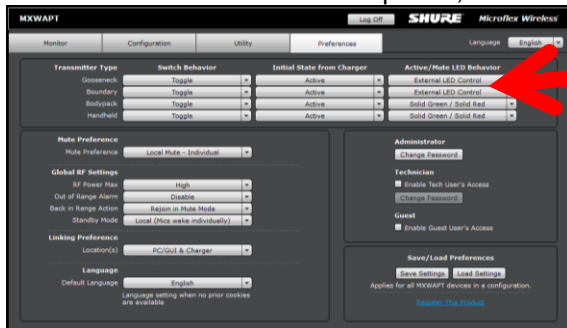 MXWAPT Log Off SHURE Microflex Wireless
Monitor Configuration Utility Preferences Language English
Transmitter Type Switch Behavior Initial State from Charger Active/Mute LED Behavior
Gooseneck Toggle Active External LED Control
Boundary Toggle Active External LED Control
Bodypack Toggle Active Solid Green / Solid Red
Handheld Toggle Active Solid Green / Solid Red
Mute Preference
Mute Preference Local Mute - Individual
Global RF Settings
RF Power Max High
Out of Range Alarm Disable
Back in Range Action Rejoin in Mute Mode
Standby Mode Local (Mics wake individually)
Linking Preference
Location(s) PC/GUI & Charger
Language
Default Language English
Language setting when no prior cookies
are available
Administrator
Change Password
Technician
Enable Tech User's Access
Change Password
Guest
Enable Guest User's Access
Save/Load Preferences
Save Settings Load Settings
Applies for all MXWAPT devices in a configuration.
Register This Product